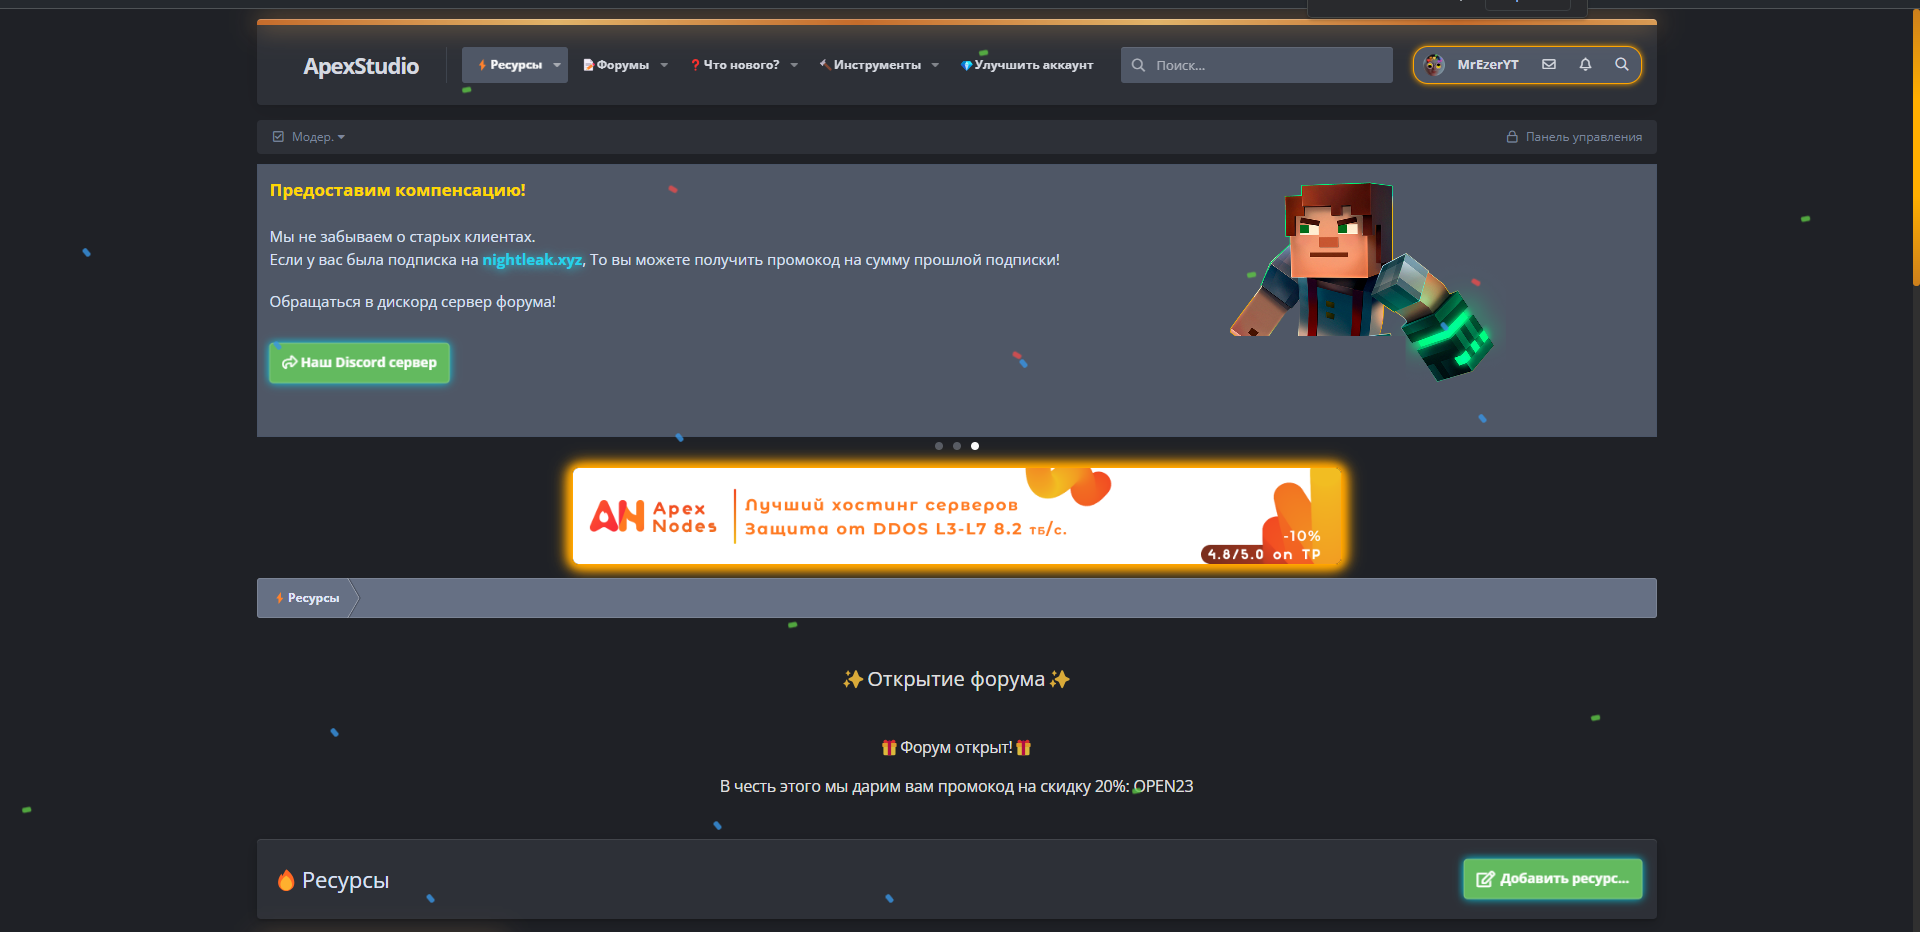 ApexStudio
Ресурсы
Форумы
Что нового?
Инструменты
Улучшить аккаунт
Поиск...
MrEzerYT
Модер.
Панель управления
Предоставим компенсацию!
Мы не забываем о старых клиентах.
Если у вас была подписка на nightleak.xyz, То вы можете получить промокод на сумму прошлой подписки!
Обращаться в дискорд сервер форума!
Наш Discord сервер
AN Apex Nodes
Лучший хостинг серверов
Защита от DDOS L3-L7 8.2 ТБ/с.
-10%
4.8/5.0 on TP
Ресурсы
✨Открытие форума✨
🎁Форум открыт!🎁
В честь этого мы дарим вам промокод на скидку 20%: OPEN23
Ресурсы
Добавить ресурс...